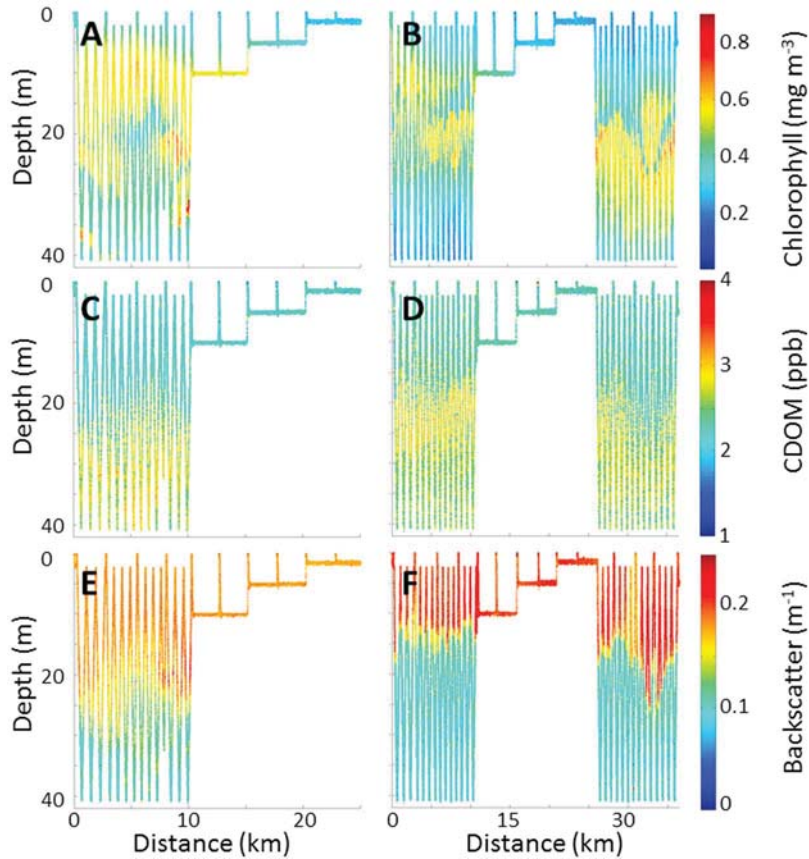 A
B
0
20
40
Depth (m)
0.8
0.6
0.4
0.2
Chlorophyll (mg m⁻³)
C
D
0
20
40
Depth (m)
4
3
2
1
CDOM (ppb)
E
F
0
20
40
Depth (m)
0.2
0.1
0
Backscatter (m⁻¹)
0 10 20
Distance (km)
0 15 30
Distance (km)